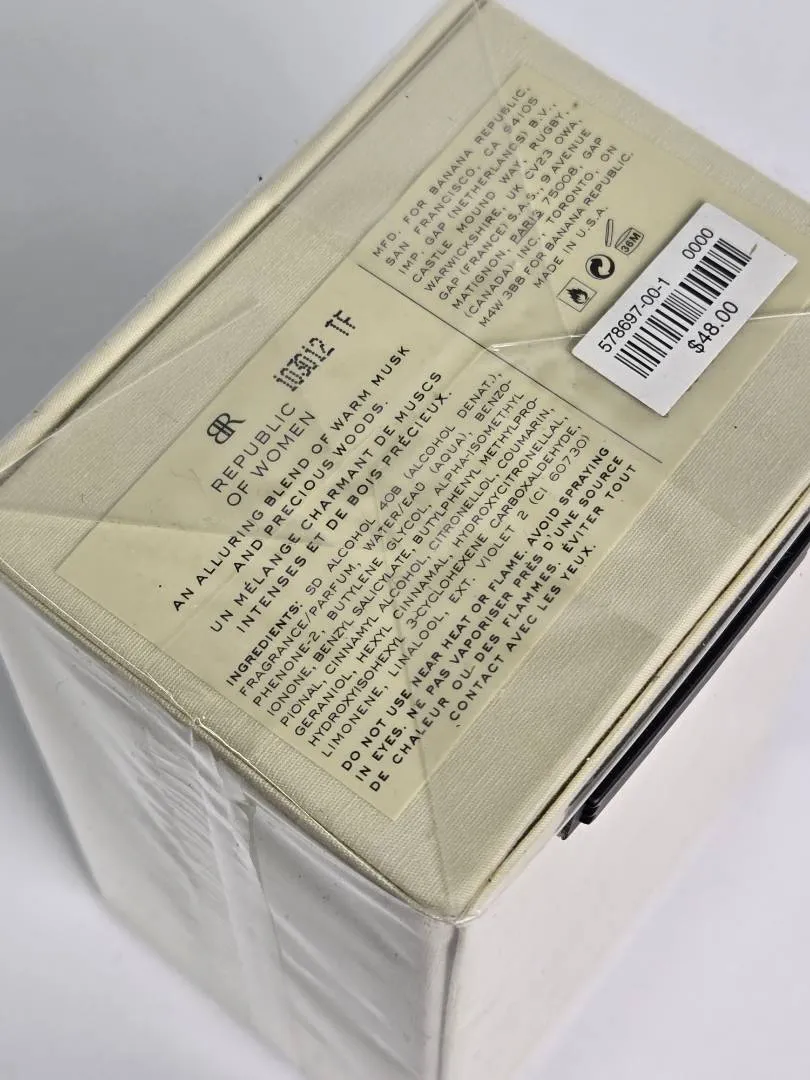 MFD. FOR BANANA REPUBLIC,
SAN FRANCISCO, CA 94105
IMP. GAP (NETHERLANDS) B.V.,
CASTLE MOUND WAY, RUGBY,
WARWICKSHIRE, UK CV23 OWA,
GAP (FRANCE) S.A.S., 9 AVENUE
MATIGNON, PARIS 75008, GAP
(CANADA) INC., TORONTO, ON
M4W 3B8 FOR BANANA REPUBLIC.
MADE IN U.S.A.
36M
0000
578697-00-1
$48.00
TF
BR
REPUBLIC
OF WOMEN
AN ALLURING BLEND OF WARM MUSK
AND PRECIOUS WOODS.
UN MÉLANGE CHARMANT DE MUSCS
INTENSES ET DE BOIS PRÉCIEUX.
INGREDIENTS: SD ALCOHOL 40B (ALCOHOL DENAT.),
FRAGRANCE/PARFUM, WATER/EAU (AQUA), BENZO-
PHENONE-2, BUTYLENE GLYCOL, ALPHA-ISOMETHYL
IONONE, BENZYL SALICYLATE, BUTYLPHENYL METHYLPRO-
PIONAL, CINNAMYL ALCOHOL, CITRONELLOL, COUMARIN,
GERANIOL, HEXYL CINNAMAL, HYDROXYCITRONELLAL,
HYDROXYISOHEXYL 3-CYCLOHEXENE CARBOXALDEHYDE,
LIMONENE, LINALOOL, EXT. VIOLET 2 (CI 60730)
DO NOT USE NEAR HEAT OR FLAME. AVOID SPRAYING
IN EYES. NE PAS VAPORISER PRÈS D'UNE SOURCE
DE CHALEUR OU DES FLAMMES. ÉVITER TOUT
CONTACT AVEC LES YEUX.